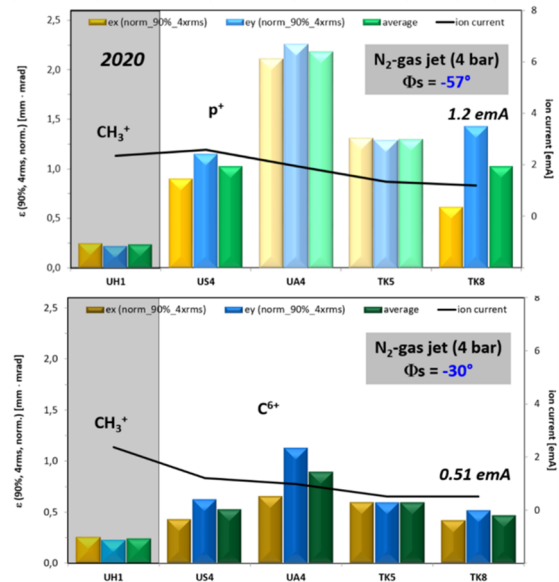 ex (norm_90%_4xrms) ey (norm_90%_4xrms) average ion current
2020
N₂-gas jet (4 bar)
Φs = -57°
p⁺
1.2 emA
CH₃⁺
ε (90%, 4rms, norm.) [mm · mrad]
2,5
2,0
1,5
1,0
0,5
0,0
8
6
4
2
0
ion current [emA]
UH1 US4 UA4 TK5 TK8
ex (norm_90%_4xrms) ey (norm_90%_4xrms) average ion current
N₂-gas jet (4 bar)
Φs = -30°
C⁶⁺
CH₃⁺
0.51 emA
ε (90%, 4rms, norm.) [mm · mrad]
2,5
2,0
1,5
1,0
0,5
0,0
8
6
4
2
0
ion current [emA]
UH1 US4 UA4 TK5 TK8